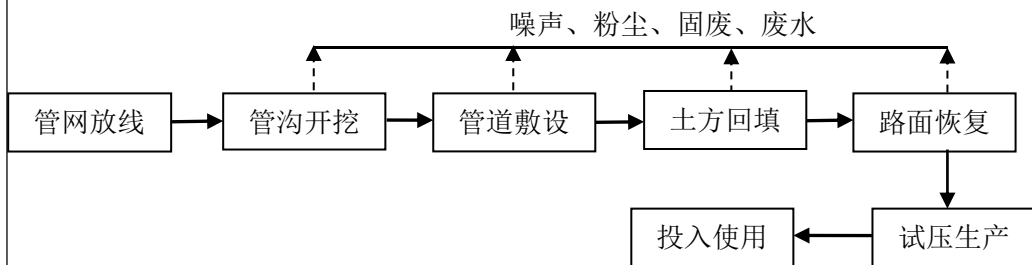 噪声、粉尘、固废、废水
管网放线
管沟开挖
管道敷设
土方回填
路面恢复
投入使用
试压生产